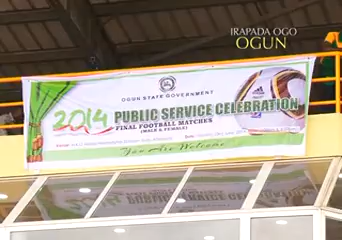 IRAPADA OGO
OGUN
OGUN STATE GOVERNMENT
2014 PUBLIC SERVICE CELEBRATION
FINAL FOOTBALL MATCHES
(MALE & FEMALE)
You Are Welcome